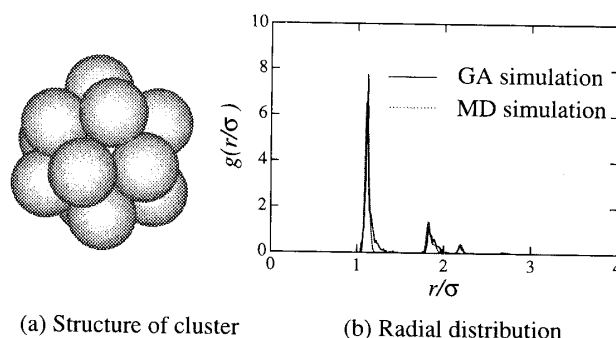 10
8
6
4
2
0
g(r/σ)
GA simulation
MD simulation
0 1 2 3 4
r/σ
(a) Structure of cluster
(b) Radial distribution